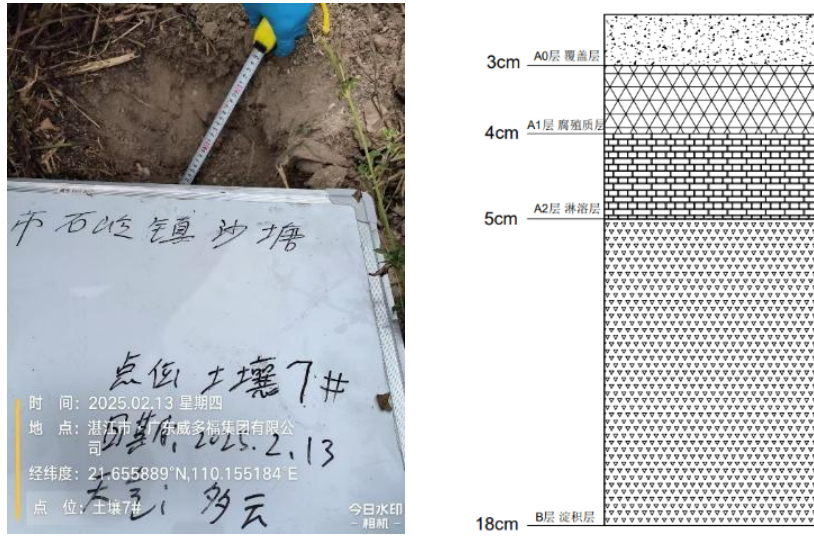 市石岭镇沙塘
点位 土壤7#
时 间: 2025.02.13 星期四
地 点: 湛江市·广东威多福集团有限公
司
2025.2.13
经纬度: 21.655889°N,110.155184°E
天气: 多云
点 位: 土壤7#
今日水印
- 相机 -
3cm A0层 覆盖层
4cm A1层 腐殖质层
5cm A2层 淋溶层
18cm B层 淀积层